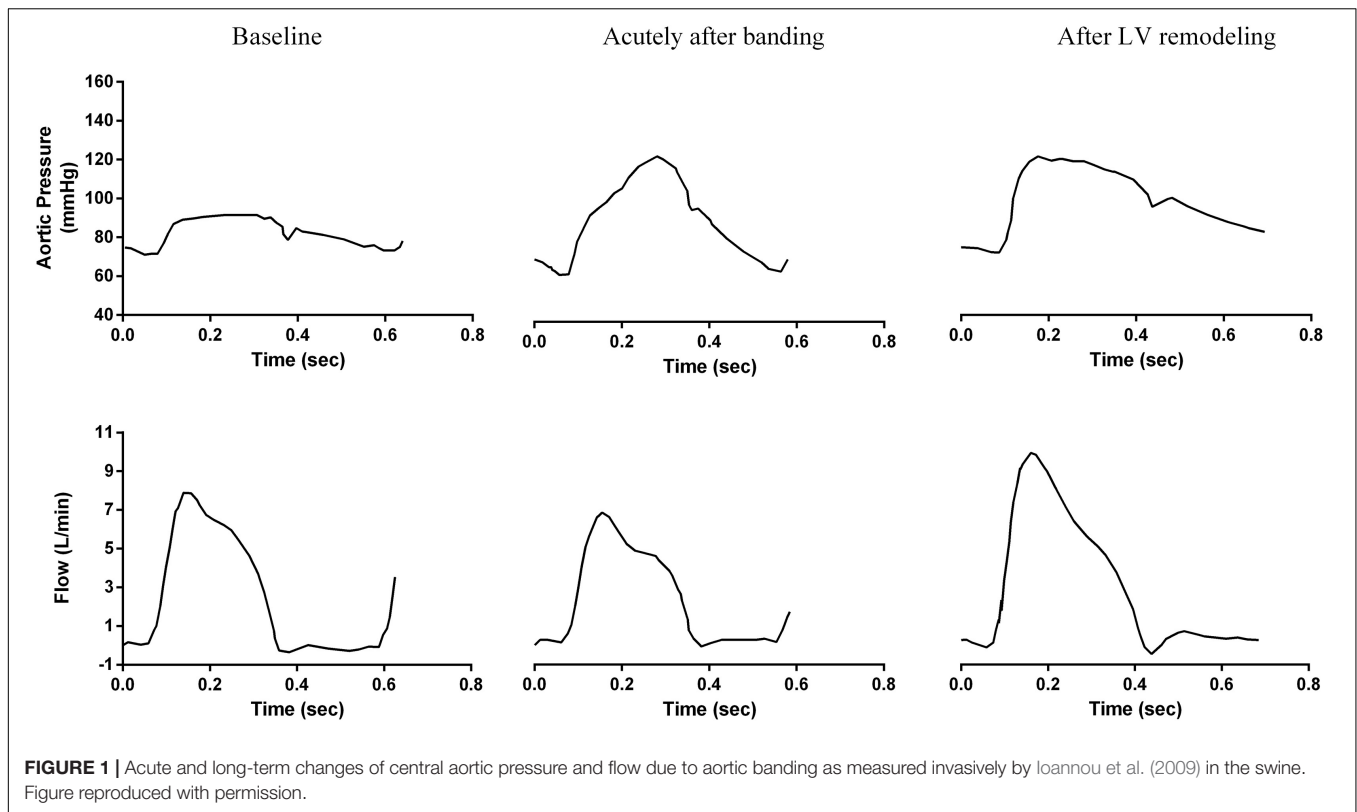 Baseline
Acutely after banding
After LV remodeling
Aortic Pressure
(mmHg)
160
140
120
100
80
60
40
0.0 0.2 0.4 0.6 0.8
Time (sec)
0.0 0.2 0.4 0.6 0.8
Time (sec)
0.0 0.2 0.4 0.6 0.8
Time (sec)
Flow (L/min)
11
9
7
5
3
1
-1
0.0 0.2 0.4 0.6 0.8
Time (sec)
0.0 0.2 0.4 0.6 0.8
Time (sec)
0.0 0.2 0.4 0.6 0.8
Time (sec)
FIGURE 1 | Acute and long-term changes of central aortic pressure and flow due to aortic banding as measured invasively by Ioannou et al. (2009) in the swine.
Figure reproduced with permission.